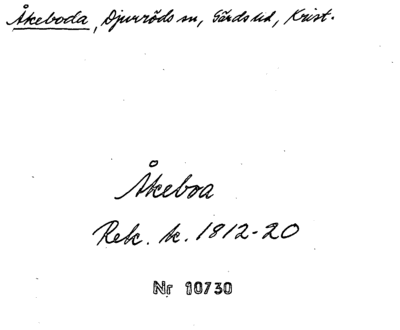 Åkeboda, Djurröds sn, Gärds hd, Krist.
Åkeboa
Rek. k. 1812-20
Nr 10730